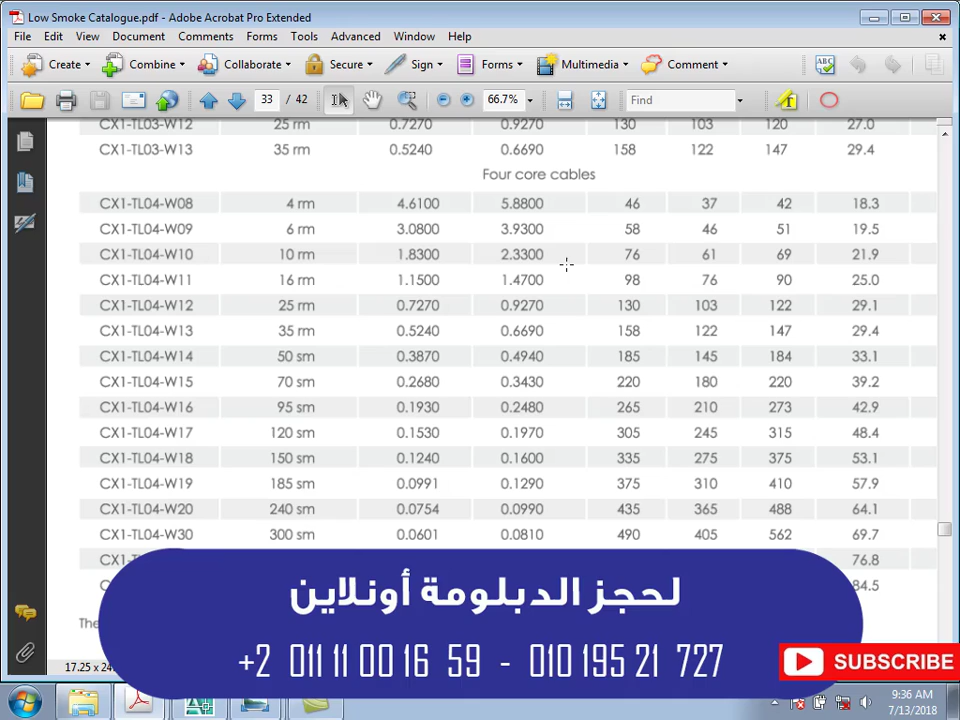 Low Smoke Catalogue.pdf - Adobe Acrobat Pro Extended
File Edit View Document Comments Forms Tools Advanced Window Help
Create Combine Collaborate Secure Sign Forms Multimedia Comment
33 / 42 66.7% Find
CX1-TL03-W12 25 rm 0.7270 0.9270 130 103 120 27.0
CX1-TL03-W13 35 rm 0.5240 0.6690 158 122 147 29.4
Four core cables
CX1-TL04-W08 4 rm 4.6100 5.8800 46 37 42 18.3
CX1-TL04-W09 6 rm 3.0800 3.9300 58 46 51 19.5
CX1-TL04-W10 10 rm 1.8300 2.3300 76 61 69 21.9
CX1-TL04-W11 16 rm 1.1500 1.4700 98 76 90 25.0
CX1-TL04-W12 25 rm 0.7270 0.9270 130 103 122 29.1
CX1-TL04-W13 35 rm 0.5240 0.6690 158 122 147 29.4
CX1-TL04-W14 50 sm 0.3870 0.4940 185 145 184 33.1
CX1-TL04-W15 70 sm 0.2680 0.3430 220 180 220 39.2
CX1-TL04-W16 95 sm 0.1930 0.2480 265 210 273 42.9
CX1-TL04-W17 120 sm 0.1530 0.1970 305 245 315 48.4
CX1-TL04-W18 150 sm 0.1240 0.1600 335 275 375 53.1
CX1-TL04-W19 185 sm 0.0991 0.1290 375 310 410 57.9
CX1-TL04-W20 240 sm 0.0754 0.0990 435 365 488 64.1
CX1-TL04-W30 300 sm 0.0601 0.0810 490 405 562 69.7
76.8
84.5
لحجز الدبلومة أونلاين
+2 011 11 00 16 59 - 010 195 21 727
SUBSCRIBE
9:36 AM
7/13/2018